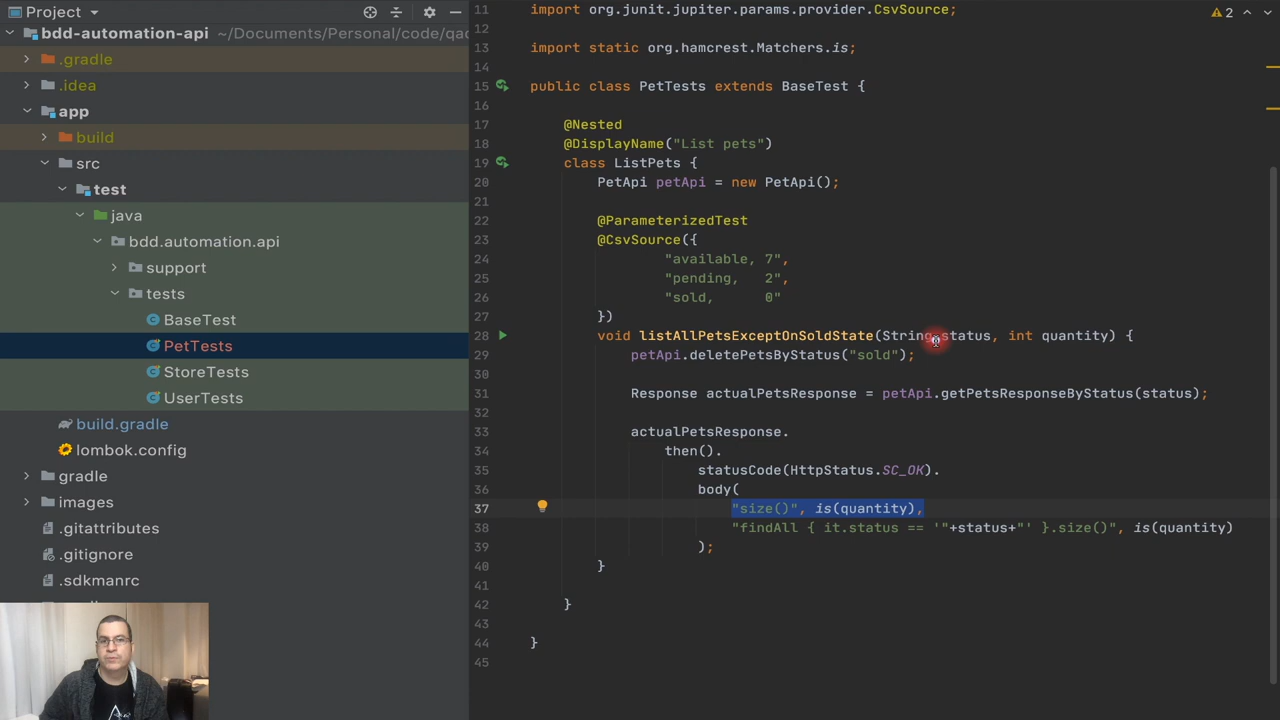 Project
bdd-automation-api ~/Documents/Personal/code/qac
.gradle
.idea
app
build
src
test
java
bdd.automation.api
support
tests
BaseTest
PetTests
StoreTests
UserTests
build.gradle
lombok.config
gradle
images
.gitattributes
.gitignore
.sdkmanrc
2
11 import org.junit.jupiter.params.provider.CsvSource;
12
13 import static org.hamcrest.Matchers.is;
14
15 public class PetTests extends BaseTest {
16
17 @Nested
18 @DisplayName("List pets")
19 class ListPets {
20 PetApi petApi = new PetApi();
21
22 @ParameterizedTest
23 @CsvSource({
24 "available, 7",
25 "pending, 2",
26 "sold, 0"
27 })
28 void listAllPetsExceptOnSoldState(String status, int quantity) {
29 petApi.deletePetsByStatus("sold");
30
31 Response actualPetsResponse = petApi.getPetsResponseByStatus(status);
32
33 actualPetsResponse.
34 then().
35 statusCode(HttpStatus.SC_OK).
36 body(
37 "size()", is(quantity),
38 "findAll { it.status == '"+status+"' }.size()", is(quantity)
39 );
40 }
41
42 }
43
44 }
45